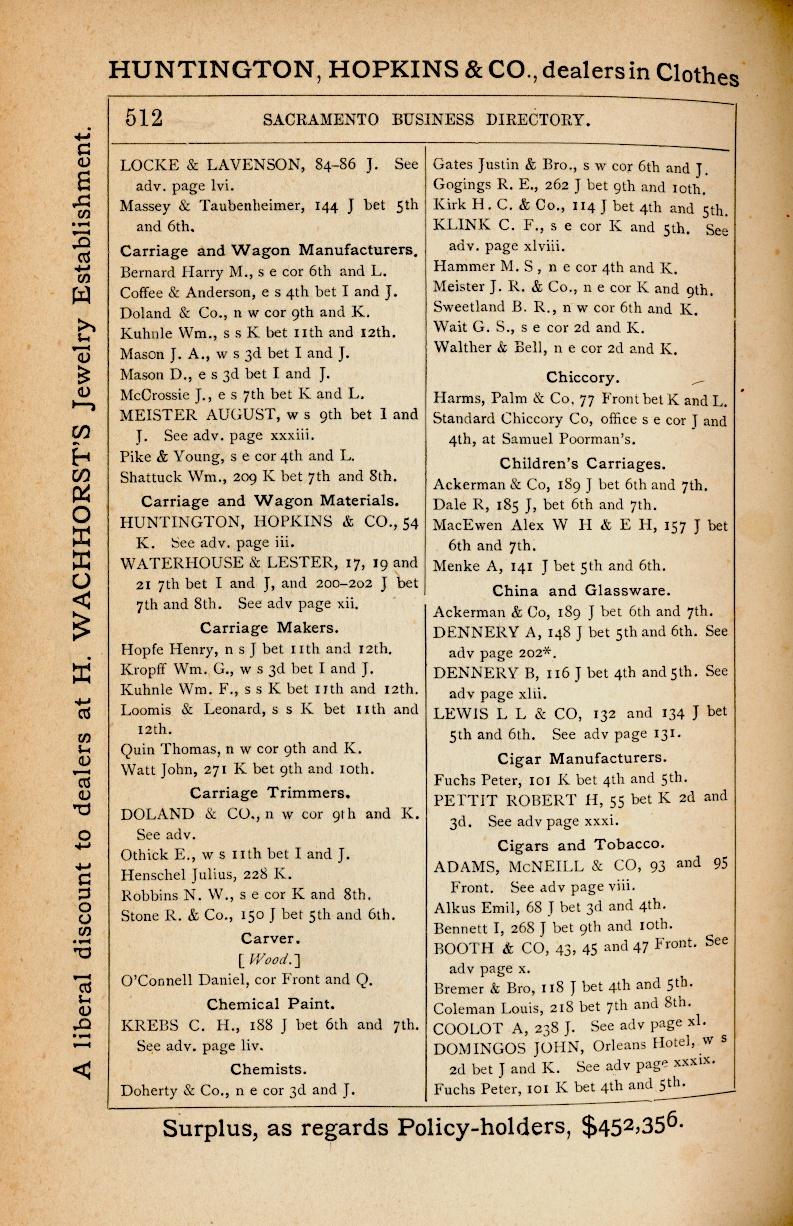 HUNTINGTON, HOPKINS & CO., dealers in Clothes
512 SACRAMENTO BUSINESS DIRECTORY.
LOCKE & LAVENSON, 84–86 J. See
adv. page lvi.
Massey & Taubenheimer, 144 J bet 5th
and 6th.
Carriage and Wagon Manufacturers.
Bernard Harry M., s e cor 6th and L.
Coffee & Anderson, e s 4th bet I and J.
Doland & Co., n w cor 9th and K.
Kuhnle Wm., s s K bet 11th and 12th.
Mason J. A., w s 3d bet I and J.
Mason D., e s 3d bet I and J.
McCrossie J., e s 7th bet K and L.
MEISTER AUGUST, w s 9th bet I and
J. See adv. page xxxiii.
Pike & Young, s e cor 4th and L.
Shattuck Wm., 209 K bet 7th and 8th.
Carriage and Wagon Materials.
HUNTINGTON, HOPKINS & CO., 54
K. See adv. page iii.
WATERHOUSE & LESTER, 17, 19 and
21 7th bet I and J, and 200–202 J bet
7th and 8th. See adv page xii.
Carriage Makers.
Hopfe Henry, n s J bet 11th and 12th.
Kropff Wm. G., w s 3d bet I and J.
Kuhnle Wm. F., s s K bet 11th and 12th.
Loomis & Leonard, s s K bet 11th and
12th.
Quin Thomas, n w cor 9th and K.
Watt John, 271 K bet 9th and 10th.
Carriage Trimmers.
DOLAND & CO., n w cor 9th and K.
See adv.
Othick E., w s 11th bet I and J.
Henschel Julius, 228 K.
Robbins N. W., s e cor K and 8th.
Stone R. & Co., 150 J bet 5th and 6th.
Carver.
[ Wood.]
O'Connell Daniel, cor Front and Q.
Chemical Paint.
KREBS C. H., 188 J bet 6th and 7th.
See adv. page liv.
Chemists.
Doherty & Co., n e cor 3d and J.
Gates Justin & Bro., s w cor 6th and J.
Gogings R. E., 262 J bet 9th and 10th.
Kirk H. C. & Co., 114 J bet 4th and 5th.
KLINK C. F., s e cor K and 5th. See
adv. page xlviii.
Hammer M. S , n e cor 4th and K.
Meister J. R. & Co., n e cor K and 9th.
Sweetland B. R., n w cor 6th and K.
Wait G. S., s e cor 2d and K.
Walther & Bell, n e cor 2d and K.
Chiccory.
Harms, Palm & Co, 77 Front bet K and L.
Standard Chiccory Co, office s e cor J and
4th, at Samuel Poorman's.
Children's Carriages.
Ackerman & Co, 189 J bet 6th and 7th.
Dale R, 185 J, bet 6th and 7th.
MacEwen Alex W H & E H, 157 J bet
6th and 7th.
Menke A, 141 J bet 5th and 6th.
China and Glassware.
Ackerman & Co, 189 J bet 6th and 7th.
DENNERY A, 148 J bet 5th and 6th. See
adv page 202*.
DENNERY B, 116 J bet 4th and 5th. See
adv page xlii.
LEWIS L L & CO, 132 and 134 J bet
5th and 6th. See adv page 131.
Cigar Manufacturers.
Fuchs Peter, 101 K bet 4th and 5th.
PETTIT ROBERT H, 55 bet K 2d and
3d. See adv page xxxi.
Cigars and Tobacco.
ADAMS, McNEILL & CO, 93 and 95
Front. See adv page viii.
Alkus Emil, 68 J bet 3d and 4th.
Bennett I, 268 J bet 9th and 10th.
BOOTH & CO, 43, 45 and 47 Front. See
adv page x.
Bremer & Bro, 118 J bet 4th and 5th.
Coleman Louis, 218 bet 7th and 8th.
COOLOT A, 238 J. See adv page xl.
DOMINGOS JOHN, Orleans Hotel, w s
2d bet J and K. See adv page xxxix.
Fuchs Peter, 101 K bet 4th and 5th.
Surplus, as regards Policy-holders, $452,356.
A liberal discount to dealers at H. WACHHORST'S Jewelry Establishment.